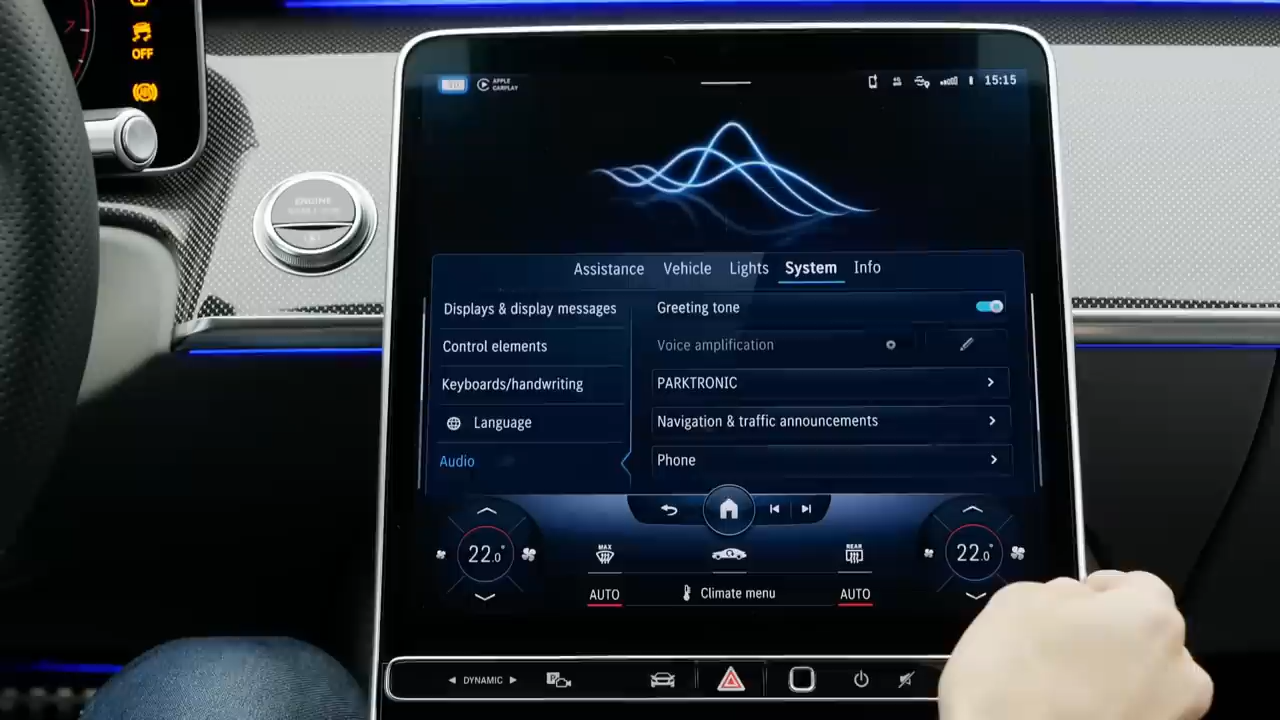 7
OFF
APPLE
CARPLAY
15:15
ENGINE
Assistance Vehicle Lights System Info
Displays & display messages
Control elements
Keyboards/handwriting
Language
Audio
Greeting tone
Voice amplification
PARKTRONIC
Navigation & traffic announcements
Phone
22.0°
MAX
REAR
22.0°
AUTO
Climate menu
AUTO
DYNAMIC
P